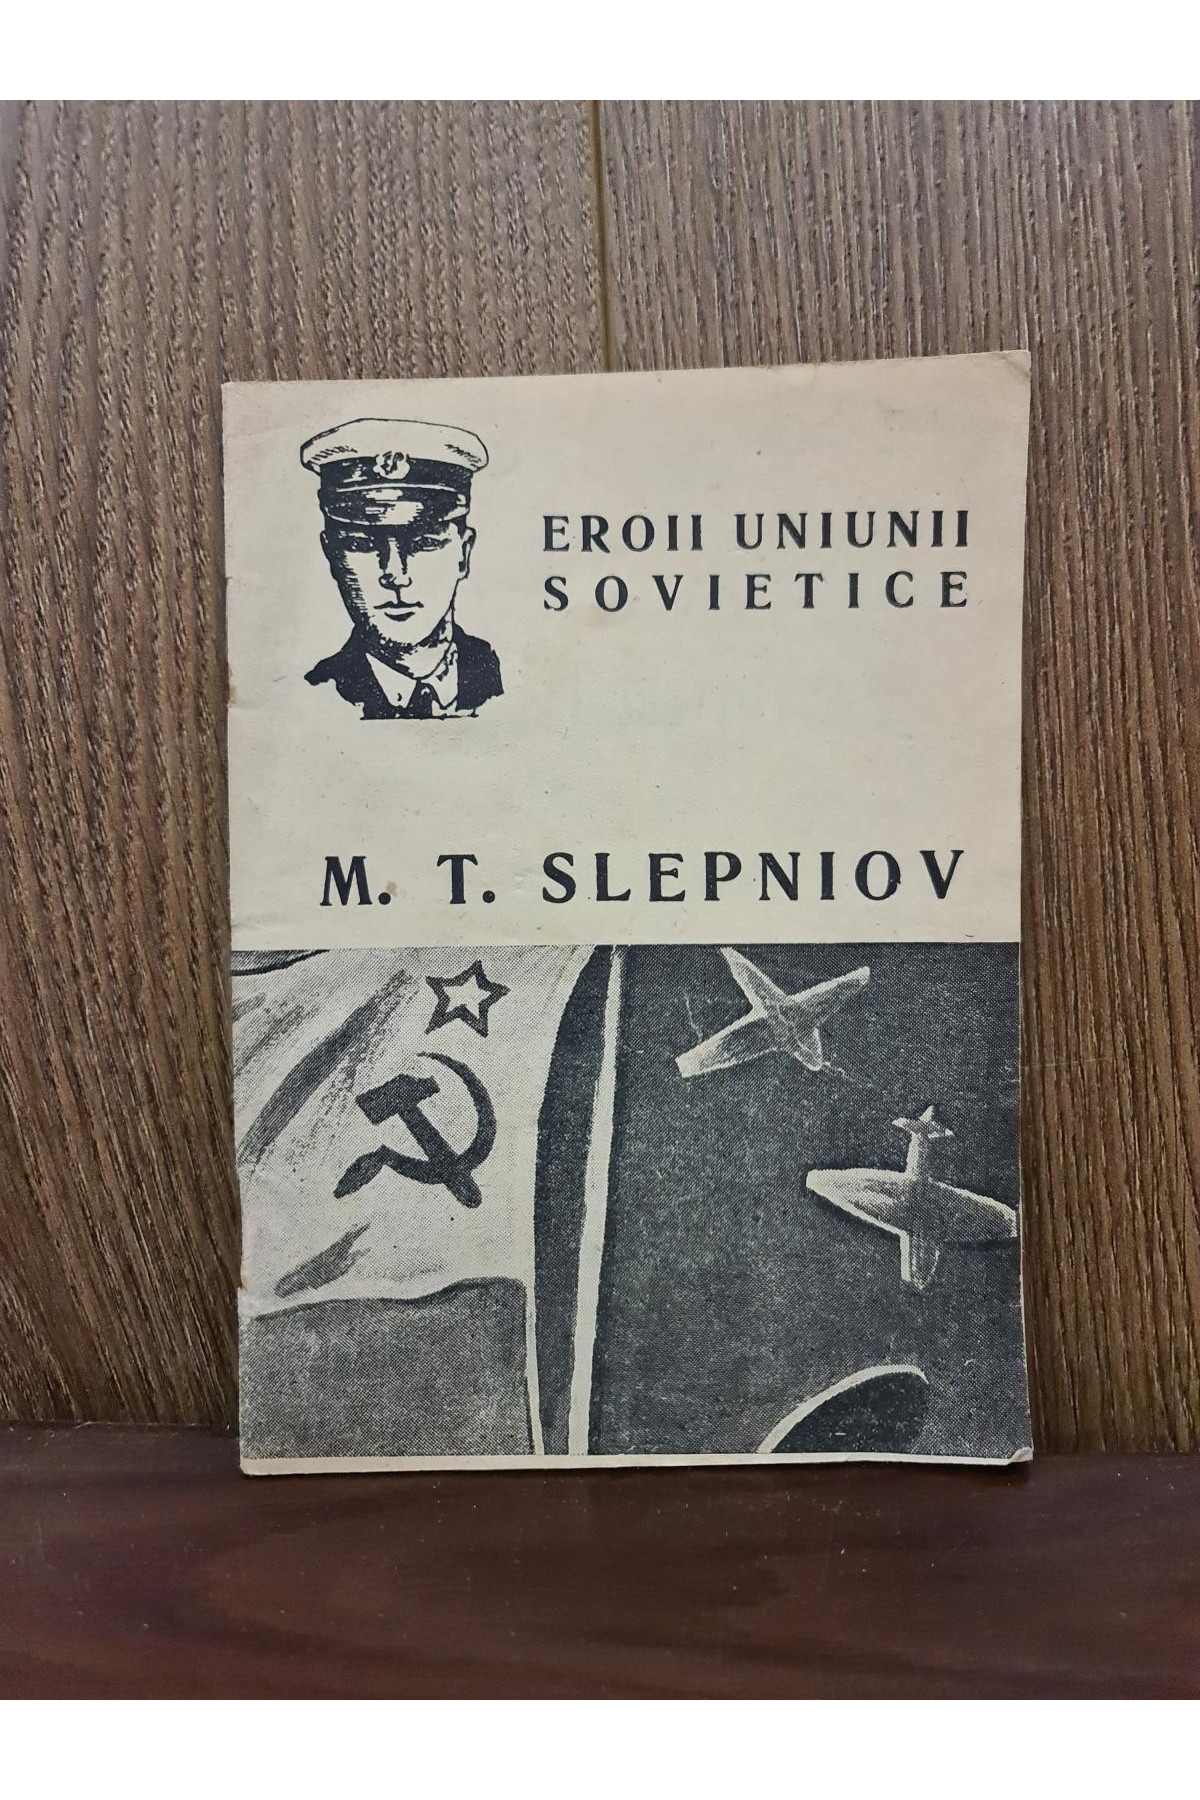 EROII UNIUNII
SOVIETICE
M. T. SLEPNIOV